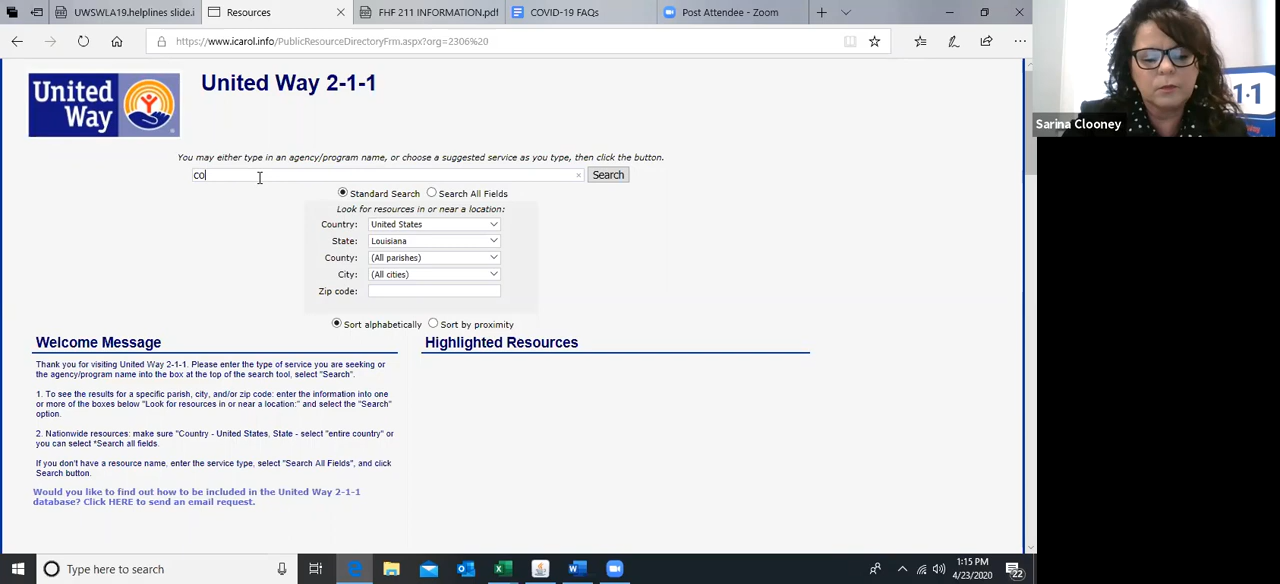 UWSWLA19.helplines slide.i
Resources
FHF 211 INFORMATION.pdf
COVID-19 FAQs
Post Attendee - Zoom
https://www.icarol.info/PublicResourceDirectoryFrm.aspx?org=2306%20
United Way
United Way 2-1-1
1·1
Sarina Clooney
You may either type in an agency/program name, or choose a suggested service as you type, then click the button.
co
Search
Standard Search
Search All Fields
Look for resources in or near a location:
Country: United States
State: Louisiana
County: (All parishes)
City: (All cities)
Zip code:
Sort alphabetically
Sort by proximity
Welcome Message
Highlighted Resources
Thank you for visiting United Way 2-1-1. Please enter the type of service you are seeking or
the agency/program name into the box at the top of the search tool, select "Search".
1. To see the results for a specific parish, city, and/or zip code: enter the information into one
or more of the boxes below "Look for resources in or near a location:" and select the "Search"
option.
2. Nationwide resources: make sure "Country - United States, State - select "entire country" or
you can select *Search all fields.
If you don't have a resource name, enter the service type, select "Search All Fields", and click
Search button.
Would you like to find out how to be included in the United Way 2-1-1
database? Click HERE to send an email request.
Type here to search
1:15 PM
4/23/2020
22